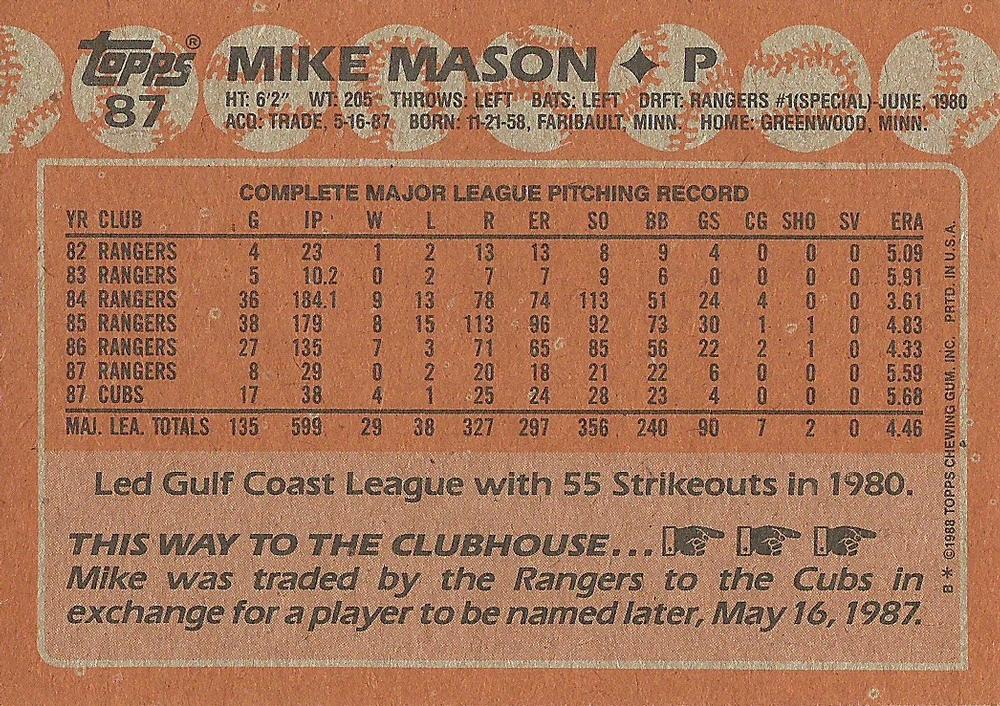 topps® MIKE MASON ✦ P
87
HT: 6'2" WT: 205 THROWS: LEFT BATS: LEFT DRFT: RANGERS #1(SPECIAL)-JUNE, 1980
ACQ: TRADE, 5-16-87 BORN: 11-21-58, FARIBAULT, MINN. HOME: GREENWOOD, MINN.
COMPLETE MAJOR LEAGUE PITCHING RECORD
YR CLUB G IP W L R ER SO BB GS CG SHO SV ERA
82 RANGERS 4 23 1 2 13 13 8 9 4 0 0 0 5.09
83 RANGERS 5 10.2 0 2 7 7 9 6 0 0 0 0 5.91
84 RANGERS 36 184.1 9 13 78 74 113 51 24 4 0 0 3.61
85 RANGERS 38 179 8 15 113 96 92 73 30 1 1 0 4.83
86 RANGERS 27 135 7 3 71 65 85 56 22 2 1 0 4.33
87 RANGERS 8 29 0 2 20 18 21 22 6 0 0 0 5.59
87 CUBS 17 38 4 1 25 24 28 23 4 0 0 0 5.68
MAJ. LEA. TOTALS 135 599 29 38 327 297 356 240 90 7 2 0 4.46
Led Gulf Coast League with 55 Strikeouts in 1980.
THIS WAY TO THE CLUBHOUSE...
Mike was traded by the Rangers to the Cubs in
exchange for a player to be named later, May 16, 1987.
B * ©1988 TOPPS CHEWING GUM, INC. PRTD. IN U.S.A.